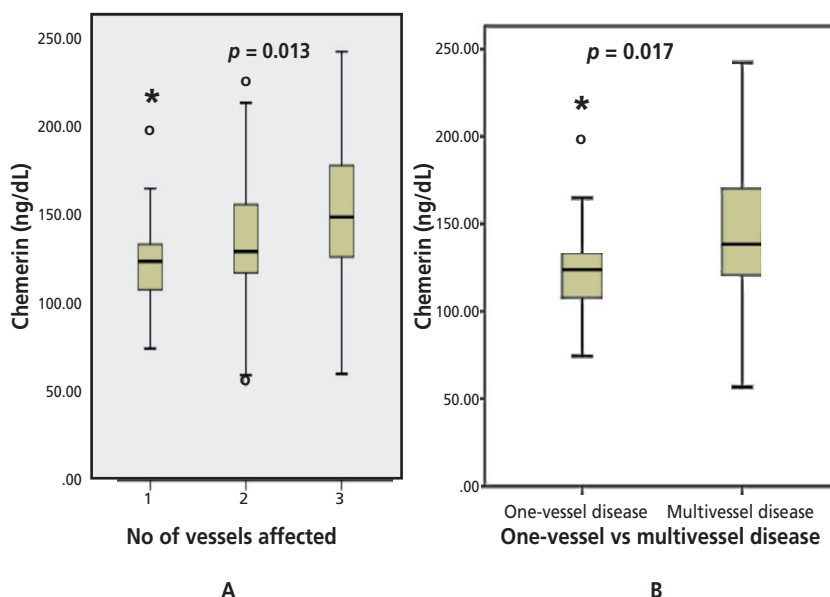 250.00
200.00
150.00
100.00
50.00
.00
Chemerin (ng/dL)
p = 0.013
*
o
o
o
1 2 3
No of vessels affected
A
250.00
200.00
150.00
100.00
50.00
.00
Chemerin (ng/dL)
p = 0.017
*
o
One-vessel disease Multivessel disease
One-vessel vs multivessel disease
B